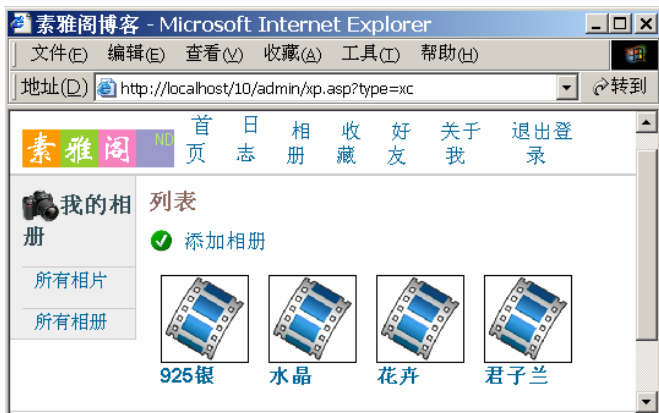 素雅阁博客 - Microsoft Internet Explorer
文件(F) 编辑(E) 查看(V) 收藏(A) 工具(T) 帮助(H)
地址(D) http://localhost/10/admin/xp.asp?type=xc 转到
素雅阁 ND 首页 日志 相册 收藏 好友 关于我 退出登录
我的相册
列表
添加相册
所有相片
所有相册
925银 水晶 花卉 君子兰